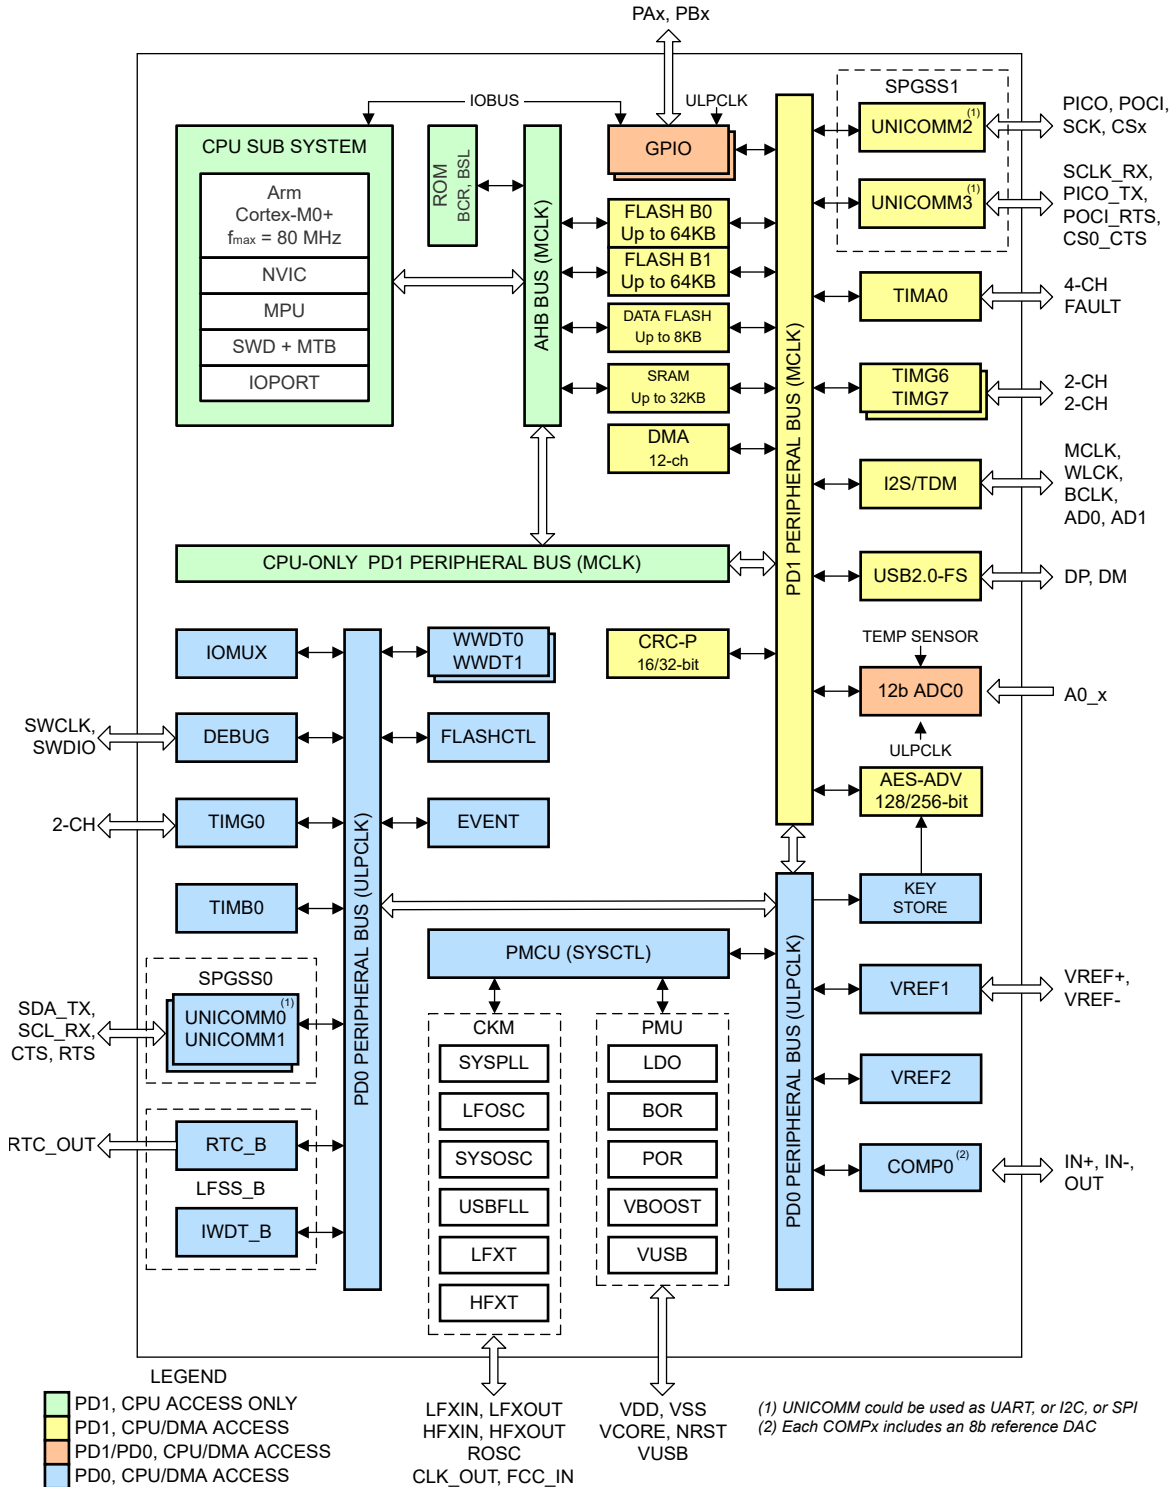 PAx, PBx
IOBUS
ULPCLK
CPU SUB SYSTEM
Arm
Cortex-M0+
fmax = 80 MHz
NVIC
MPU
SWD + MTB
IOPORT
ROM
BCR, BSL
AHB BUS (MCLK)
GPIO
FLASH B0
Up to 64KB
FLASH B1
Up to 64KB
DATA FLASH
Up to 8KB
SRAM
Up to 32KB
DMA
12-ch
CPU-ONLY PD1 PERIPHERAL BUS (MCLK)
CRC-P
16/32-bit
PD1 PERIPHERAL BUS (MCLK)
SPGSS1
UNICOMM2(1)
PICO, POCI,
SCK, CSx
UNICOMM3(1)
SCLK_RX,
PICO_TX,
POCI_RTS,
CS0_CTS
TIMA0
4-CH
FAULT
TIMG6
TIMG7
2-CH
2-CH
I2S/TDM
MCLK,
WLCK,
BCLK,
AD0, AD1
USB2.0-FS
DP, DM
TEMP SENSOR
12b ADC0
A0_x
ULPCLK
AES-ADV
128/256-bit
KEY
STORE
IOMUX
WWDT0
WWDT1
SWCLK,
SWDIO
DEBUG
FLASHCTL
2-CH
TIMG0
EVENT
TIMB0
PD0 PERIPHERAL BUS (ULPCLK)
SPGSS0
SDA_TX,
SCL_RX,
CTS, RTS
UNICOMM0(1)
UNICOMM1
RTC_OUT
RTC_B
LFSS_B
IWDT_B
PMCU (SYSCTL)
CKM
SYSPLL
LFOSC
SYSOSC
USBFLL
LFXT
HFXT
PMU
LDO
BOR
POR
VBOOST
VUSB
PD0 PERIPHERAL BUS (ULPCLK)
VREF1
VREF+,
VREF-
VREF2
COMP0(2)
IN+, IN-,
OUT
LEGEND
PD1, CPU ACCESS ONLY
PD1, CPU/DMA ACCESS
PD1/PD0, CPU/DMA ACCESS
PD0, CPU/DMA ACCESS
LFXIN, LFXOUT
HFXIN, HFXOUT
ROSC
CLK_OUT, FCC_IN
VDD, VSS
VCORE, NRST
VUSB
(1) UNICOMM could be used as UART, or I2C, or SPI
(2) Each COMPx includes an 8b reference DAC